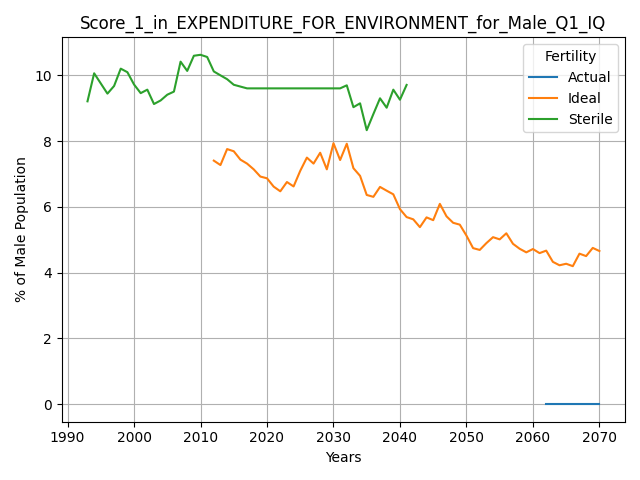 Score_1_in_EXPENDITURE_FOR_ENVIRONMENT_for_Male_Q1_IQ
Fertility
Actual
Ideal
Sterile
% of Male Population
10
8
6
4
2
0
1990 2000 2010 2020 2030 2040 2050 2060 2070
Years